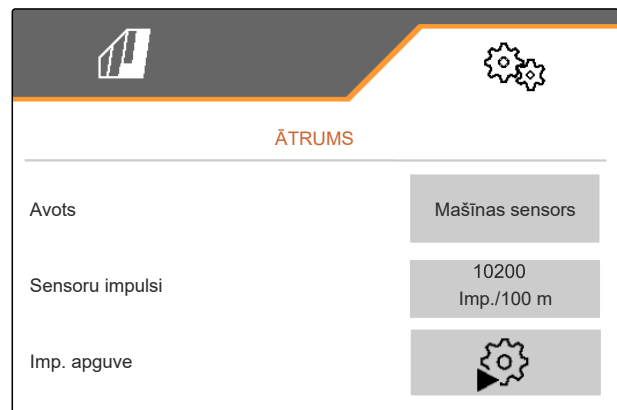 ĀTRUMS
Avots
Mašīnas sensors
Sensoru impulsi
10200
Imp./100 m
Imp. apguve